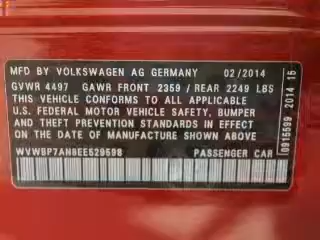 MFD BY VOLKSWAGEN AG GERMANY 02/2014
GVWR 4497 GAWR FRONT 2359 / REAR 2249 LBS
THIS VEHICLE CONFORMS TO ALL APPLICABLE
U.S. FEDERAL MOTOR VEHICLE SAFETY, BUMPER
AND THEFT PREVENTION STANDARDS IN EFFECT
ON THE DATE OF MANUFACTURE SHOWN ABOVE
WVWBP7AN8EE529598 PASSENGER CAR
0915599 2014 15